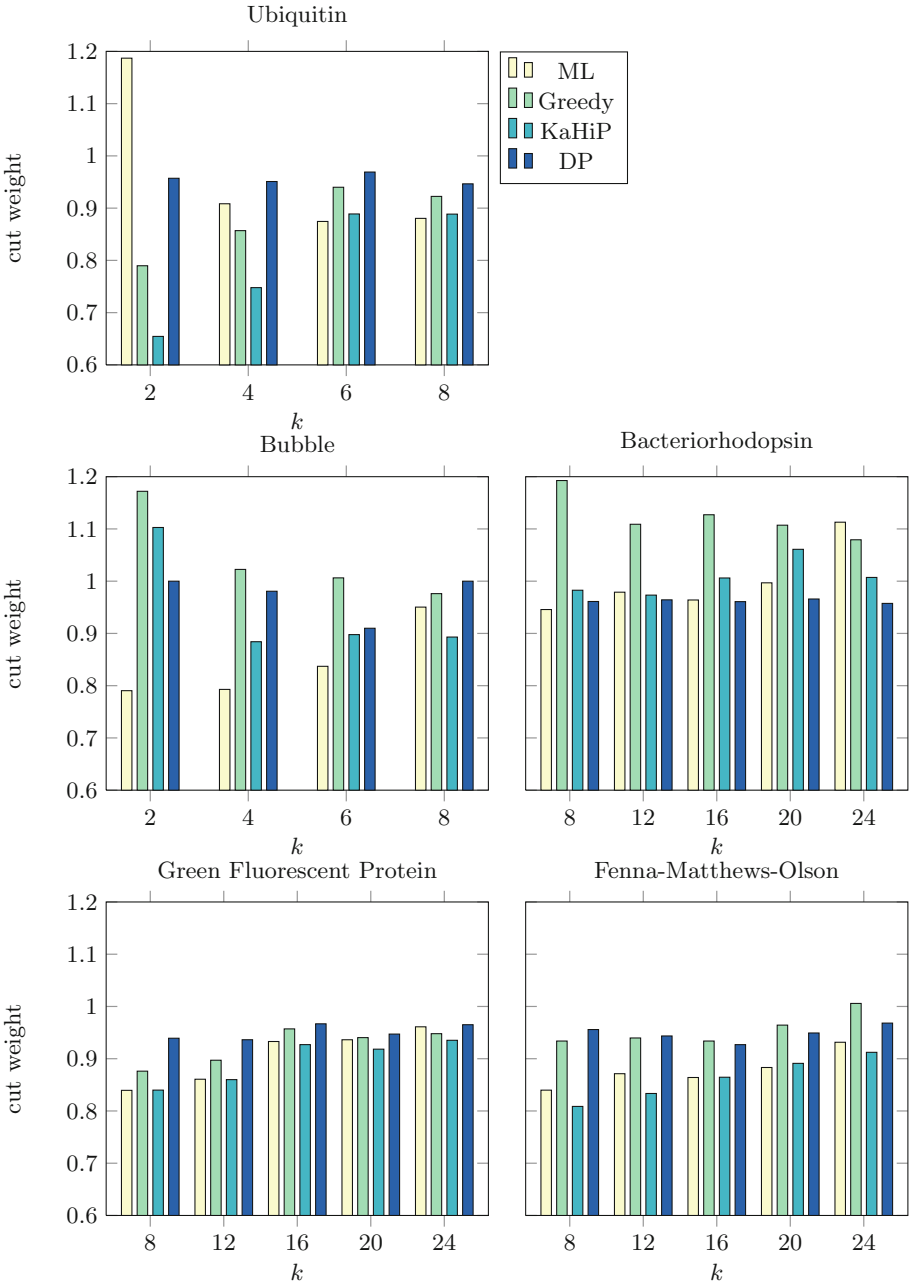 Ubiquitin
1.2
1.1
1
0.9
0.8
0.7
0.6
cut weight
2 4 6 8
k
ML
Greedy
KaHiP
DP
Bubble
1.2
1.1
1
0.9
0.8
0.7
0.6
cut weight
2 4 6 8
k
Bacteriorhodopsin
8 12 16 20 24
k
Green Fluorescent Protein
1.2
1.1
1
0.9
0.8
0.7
0.6
cut weight
8 12 16 20 24
k
Fenna-Matthews-Olson
8 12 16 20 24
k